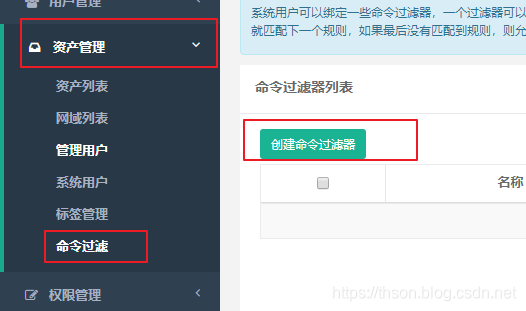 用户管理
资产管理
资产列表
网域列表
管理用户
系统用户
标签管理
命令过滤
权限管理
系统用户可以绑定一些命令过滤器，一个过滤器可以
就匹配下一个规则，如果最后没有匹配到规则，则允
命令过滤器列表
创建命令过滤器
名称
https://thson.blog.csdn.net